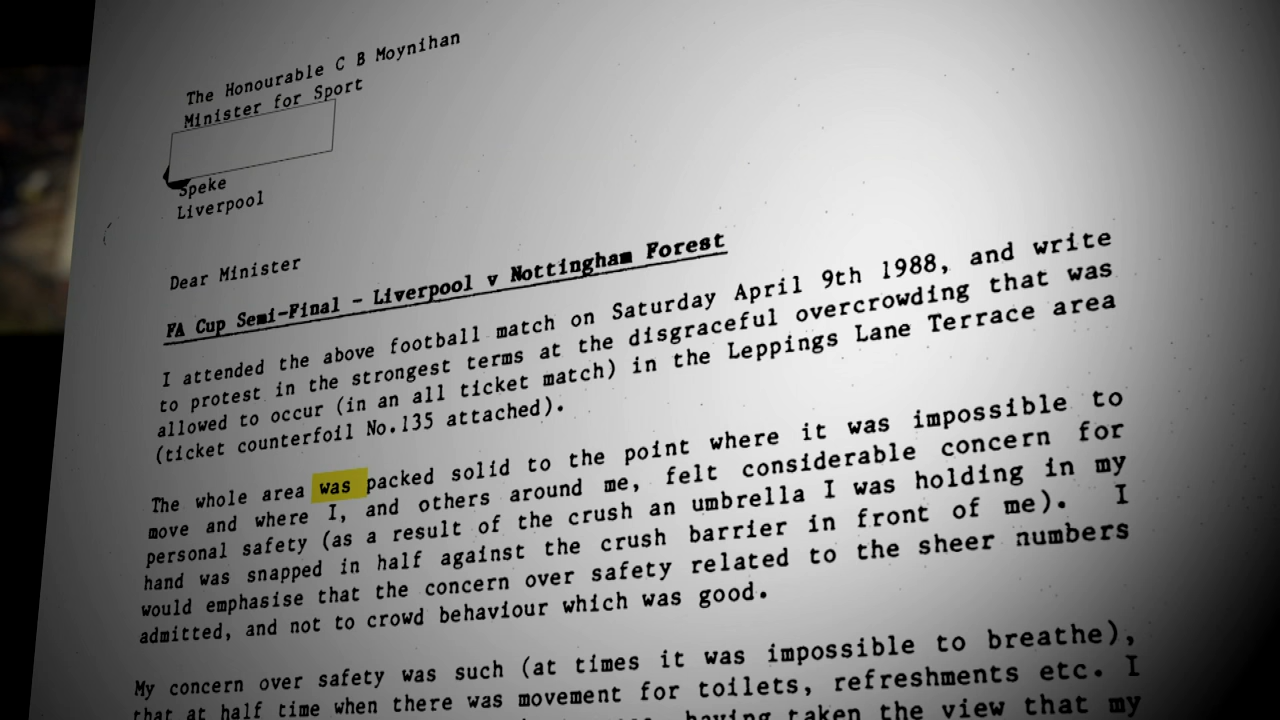 The Honourable C B Moynihan
Minister for Sport
Speke
Liverpool
Dear Minister
FA Cup Semi-Final - Liverpool v Nottingham Forest
I attended the above football match on Saturday April 9th 1988, and write
to protest in the strongest terms at the disgraceful overcrowding that was
allowed to occur (in an all ticket match) in the Leppings Lane Terrace area
(ticket counterfoil No.135 attached).
The whole area was packed solid to the point where it was impossible to
move and where I, and others around me, felt considerable concern for
personal safety (as a result of the crush an umbrella I was holding in my
hand was snapped in half against the crush barrier in front of me). I
would emphasise that the concern over safety related to the sheer numbers
admitted, and not to crowd behaviour which was good.
My concern over safety was such (at times it was impossible to breathe),
that at half time when there was movement for toilets, refreshments etc. I
having taken the view that my